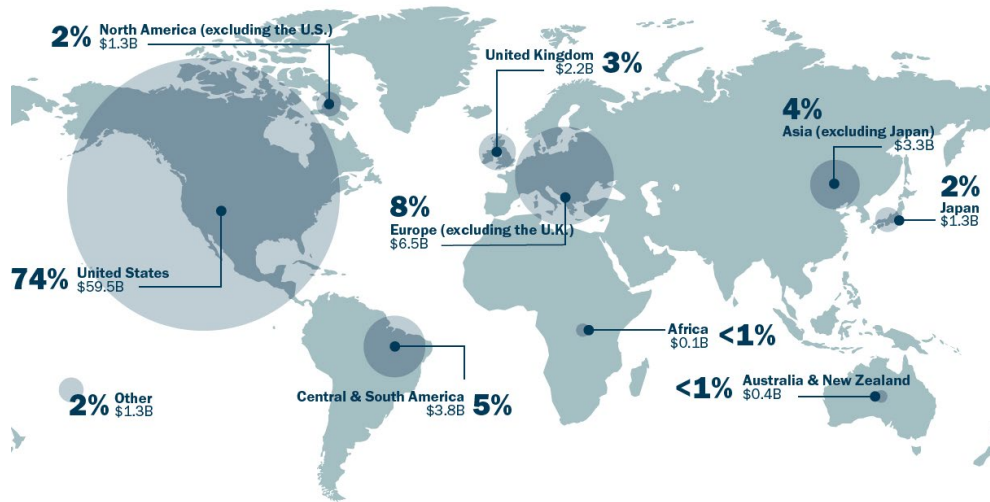 2% North America (excluding the U.S.)
$1.3B
United Kingdom 3%
$2.2B
4%
Asia (excluding Japan)
$3.3B
2%
Japan
$1.3B
8%
Europe (excluding the U.K.)
$6.5B
74% United States
$59.5B
Africa <1%
$0.1B
<1% Australia & New Zealand
$0.4B
2% Other
$1.3B
Central & South America 5%
$3.8B